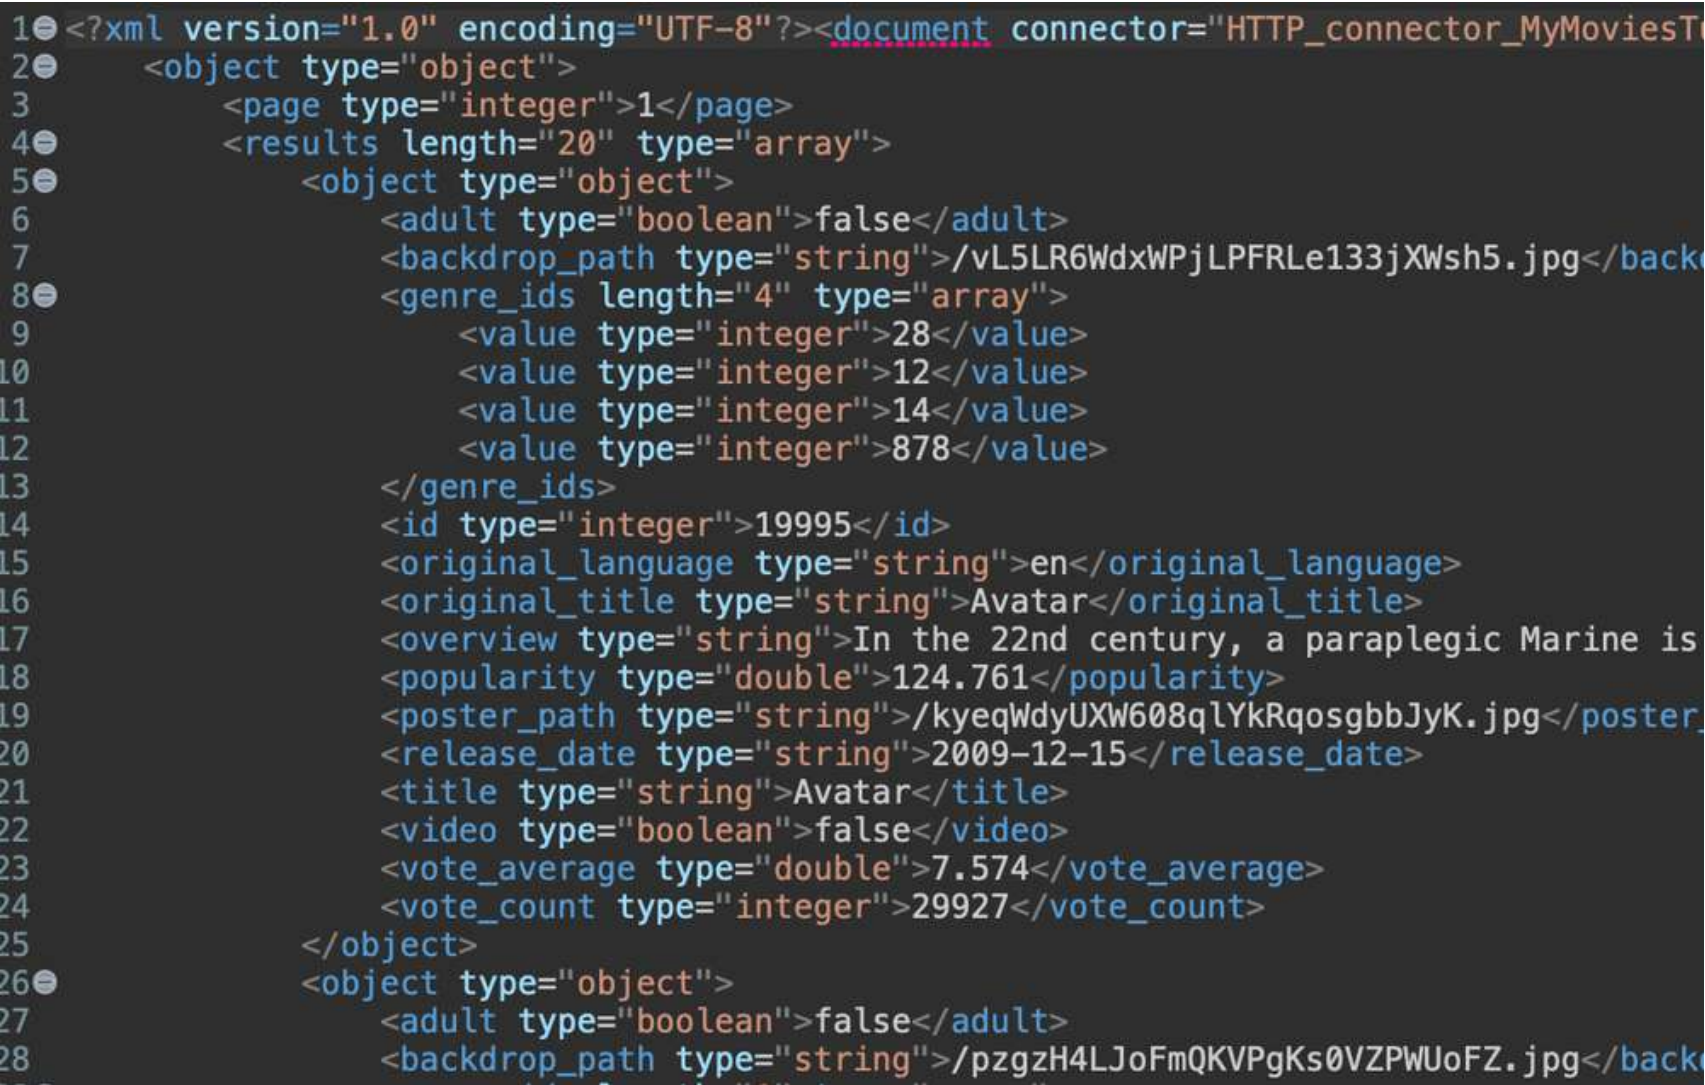 1 <?xml version="1.0" encoding="UTF-8"?><document connector="HTTP_connector_MyMoviesT
2 <object type="object">
3 <page type="integer">1</page>
4 <results length="20" type="array">
5 <object type="object">
6 <adult type="boolean">false</adult>
7 <backdrop_path type="string">/vL5LR6WdxWPjLPFRLe133jXWsh5.jpg</back
8 <genre_ids length="4" type="array">
9 <value type="integer">28</value>
10 <value type="integer">12</value>
11 <value type="integer">14</value>
12 <value type="integer">878</value>
13 </genre_ids>
14 <id type="integer">19995</id>
15 <original_language type="string">en</original_language>
16 <original_title type="string">Avatar</original_title>
17 <overview type="string">In the 22nd century, a paraplegic Marine is
18 <popularity type="double">124.761</popularity>
19 <poster_path type="string">/kyeqWdyUXW608qlYkRqosgbbJyK.jpg</poster_
20 <release_date type="string">2009-12-15</release_date>
21 <title type="string">Avatar</title>
22 <video type="boolean">false</video>
23 <vote_average type="double">7.574</vote_average>
24 <vote_count type="integer">29927</vote_count>
25 </object>
26 <object type="object">
27 <adult type="boolean">false</adult>
28 <backdrop_path type="string">/pzgzH4LJoFmQKVPgKs0VZPWUoFZ.jpg</back